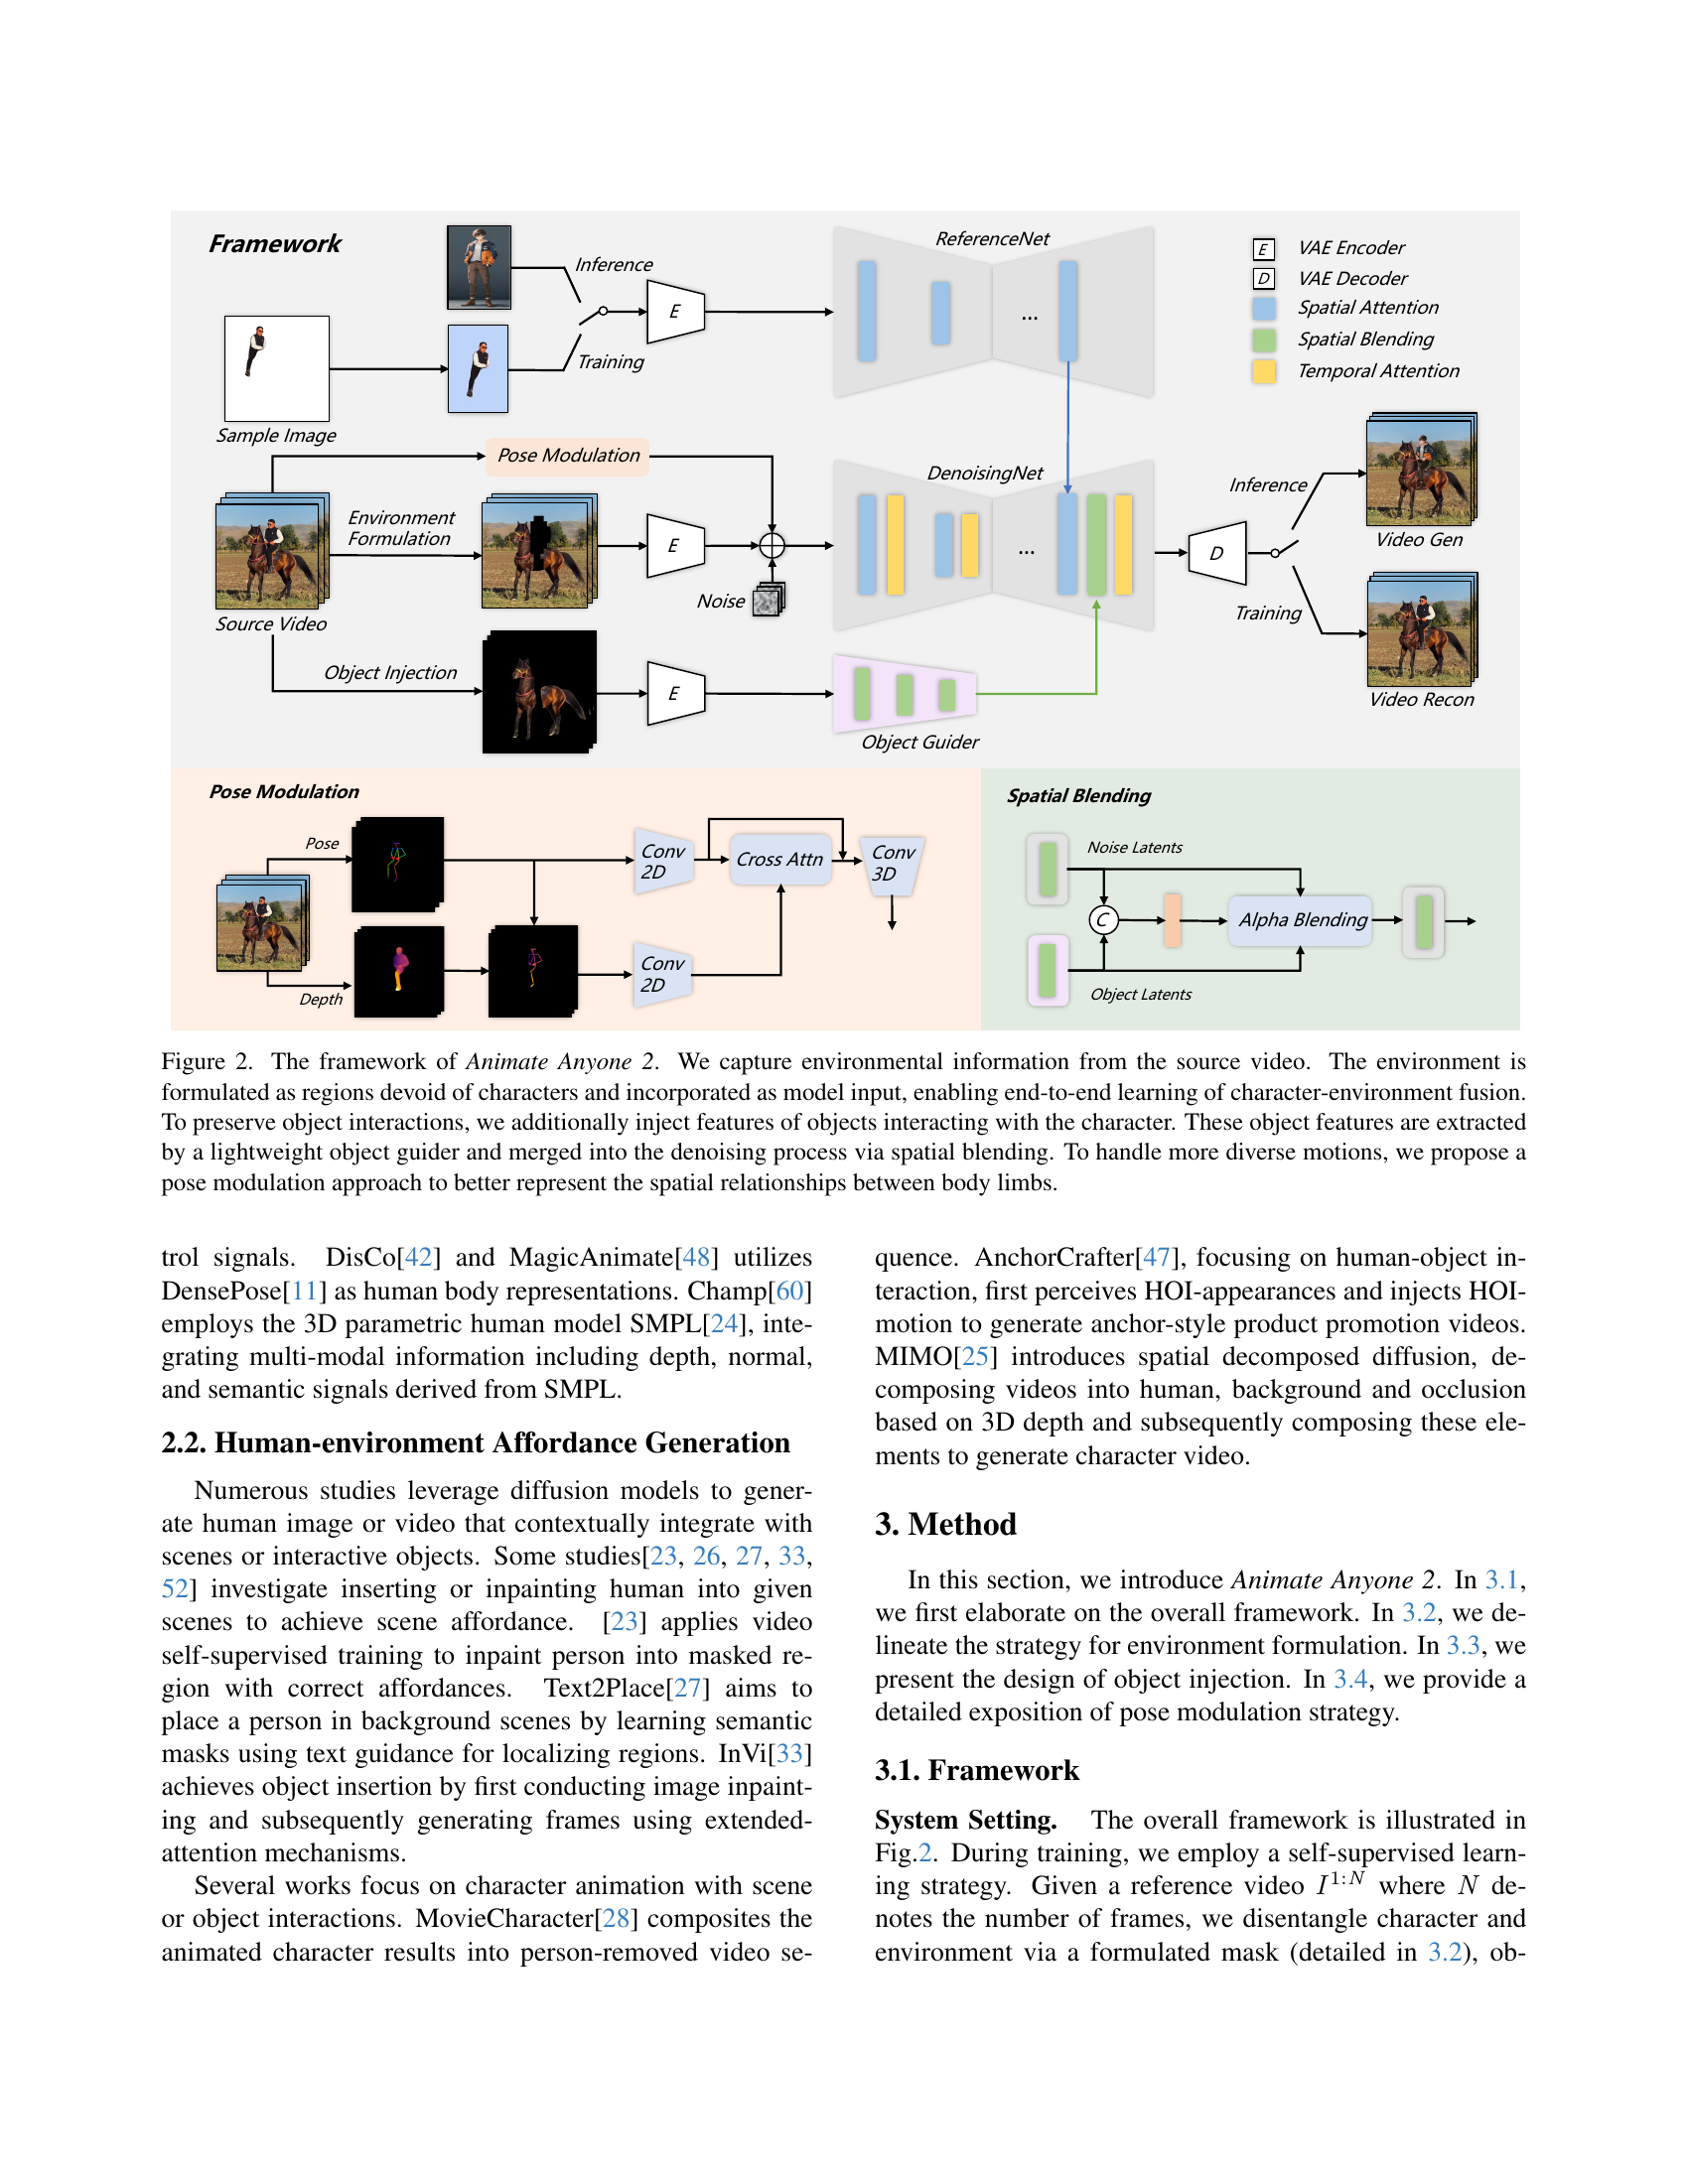 Framework
Inference
Training
Sample Image
E
ReferenceNet
...
E VAE Encoder
D VAE Decoder
Spatial Attention
Spatial Blending
Temporal Attention
Pose Modulation
Source Video
Environment
Formulation
E
Noise
DenoisingNet
...
D
Inference
Training
Video Gen
Video Recon
Object Injection
E
Object Guider
Pose Modulation
Pose
Depth
Conv
2D
Cross Attn
Conv
3D
Conv
2D
Spatial Blending
Noise Latents
C
Alpha Blending
Object Latents
Figure 2. The framework of Animate Anyone 2. We capture environmental information from the source video. The environment is
formulated as regions devoid of characters and incorporated as model input, enabling end-to-end learning of character-environment fusion.
To preserve object interactions, we additionally inject features of objects interacting with the character. These object features are extracted
by a lightweight object guider and merged into the denoising process via spatial blending. To handle more diverse motions, we propose a
pose modulation approach to better represent the spatial relationships between body limbs.
trol signals. DisCo[42] and MagicAnimate[48] utilizes
DensePose[11] as human body representations. Champ[60]
employs the 3D parametric human model SMPL[24], inte-
grating multi-modal information including depth, normal,
and semantic signals derived from SMPL.
2.2. Human-environment Affordance Generation
Numerous studies leverage diffusion models to gener-
ate human image or video that contextually integrate with
scenes or interactive objects. Some studies[23, 26, 27, 33,
52] investigate inserting or inpainting human into given
scenes to achieve scene affordance. [23] applies video
self-supervised training to inpaint person into masked re-
gion with correct affordances. Text2Place[27] aims to
place a person in background scenes by learning semantic
masks using text guidance for localizing regions. InVi[33]
achieves object insertion by first conducting image inpaint-
ing and subsequently generating frames using extended-
attention mechanisms.
Several works focus on character animation with scene
or object interactions. MovieCharacter[28] composites the
animated character results into person-removed video se-
quence. AnchorCrafter[47], focusing on human-object in-
teraction, first perceives HOI-appearances and injects HOI-
motion to generate anchor-style product promotion videos.
MIMO[25] introduces spatial decomposed diffusion, de-
composing videos into human, background and occlusion
based on 3D depth and subsequently composing these ele-
ments to generate character video.
3. Method
In this section, we introduce Animate Anyone 2. In 3.1,
we first elaborate on the overall framework. In 3.2, we de-
lineate the strategy for environment formulation. In 3.3, we
present the design of object injection. In 3.4, we provide a
detailed exposition of pose modulation strategy.
3.1. Framework
System Setting. The overall framework is illustrated in
Fig.2. During training, we employ a self-supervised learn-
ing strategy. Given a reference video I^{1:N} where N de-
notes the number of frames, we disentangle character and
environment via a formulated mask (detailed in 3.2), ob-